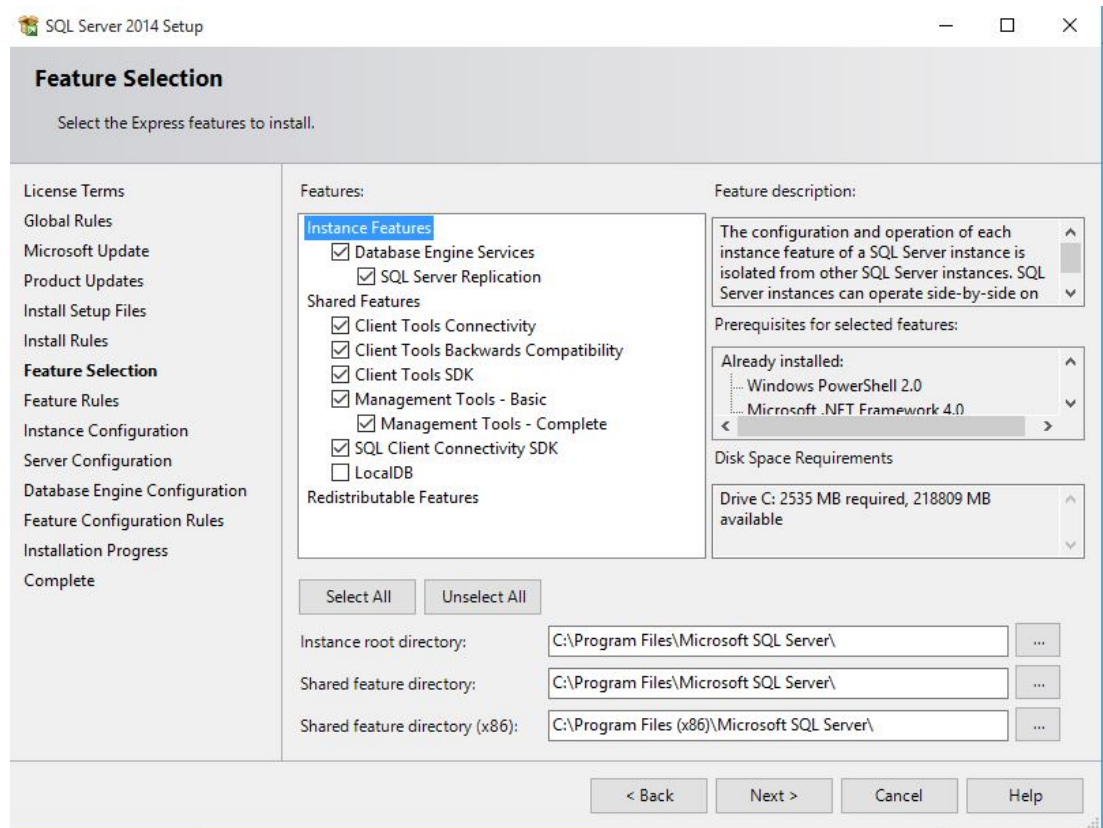 SQL Server 2014 Setup
Feature Selection
Select the Express features to install.
License Terms
Global Rules
Microsoft Update
Product Updates
Install Setup Files
Install Rules
Feature Selection
Feature Rules
Instance Configuration
Server Configuration
Database Engine Configuration
Feature Configuration Rules
Installation Progress
Complete
Features:
Instance Features
Database Engine Services
SQL Server Replication
Shared Features
Client Tools Connectivity
Client Tools Backwards Compatibility
Client Tools SDK
Management Tools - Basic
Management Tools - Complete
SQL Client Connectivity SDK
LocalDB
Redistributable Features
Feature description:
The configuration and operation of each
instance feature of a SQL Server instance is
isolated from other SQL Server instances. SQL
Server instances can operate side-by-side on
Prerequisites for selected features:
Already installed:
Windows PowerShell 2.0
Microsoft .NET Framework 4.0
Disk Space Requirements
Drive C: 2535 MB required, 218809 MB
available
Select All
Unselect All
Instance root directory:
C:\Program Files\Microsoft SQL Server\
...
Shared feature directory:
C:\Program Files\Microsoft SQL Server\
...
Shared feature directory (x86):
C:\Program Files (x86)\Microsoft SQL Server\
...
< Back
Next >
Cancel
Help